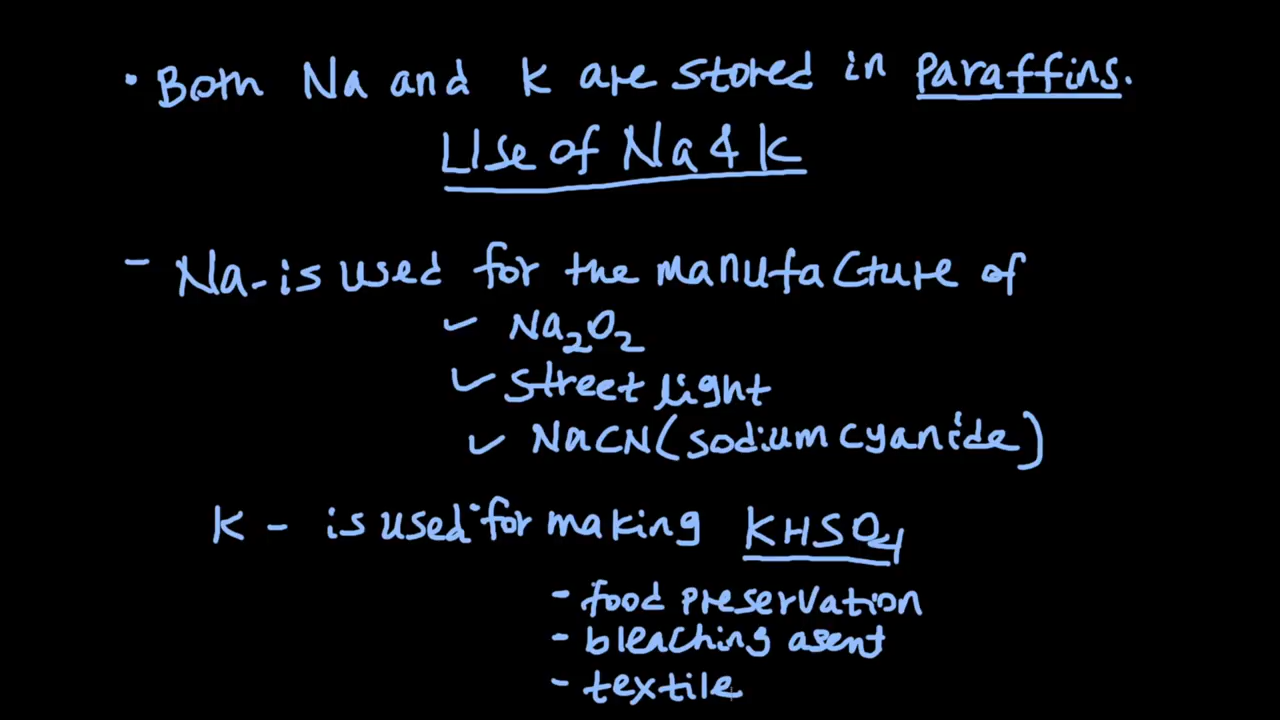 • Both Na and K are stored in Paraffins.
Use of Na & K
- Na - is used for the manufacture of
✓ Na₂O₂
✓ Street light
✓ NaCN (sodium cyanide)
K - is used for making KHSO₄
- food preservation
- bleaching agent
- textile